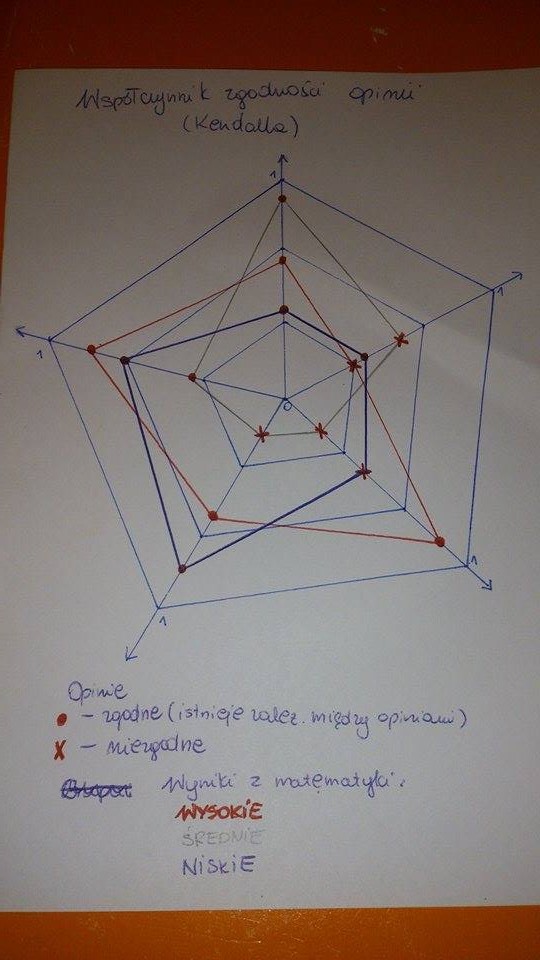 Współczynnik zgodności opinii
(Kendalla)
1
1
1
0
1
1
Opinie
● – zgodne (istnieje zależ. między opiniami)
X – niezgodne
Wyniki z matematyki:
WYSOKIE
ŚREDNIE
NISKIE